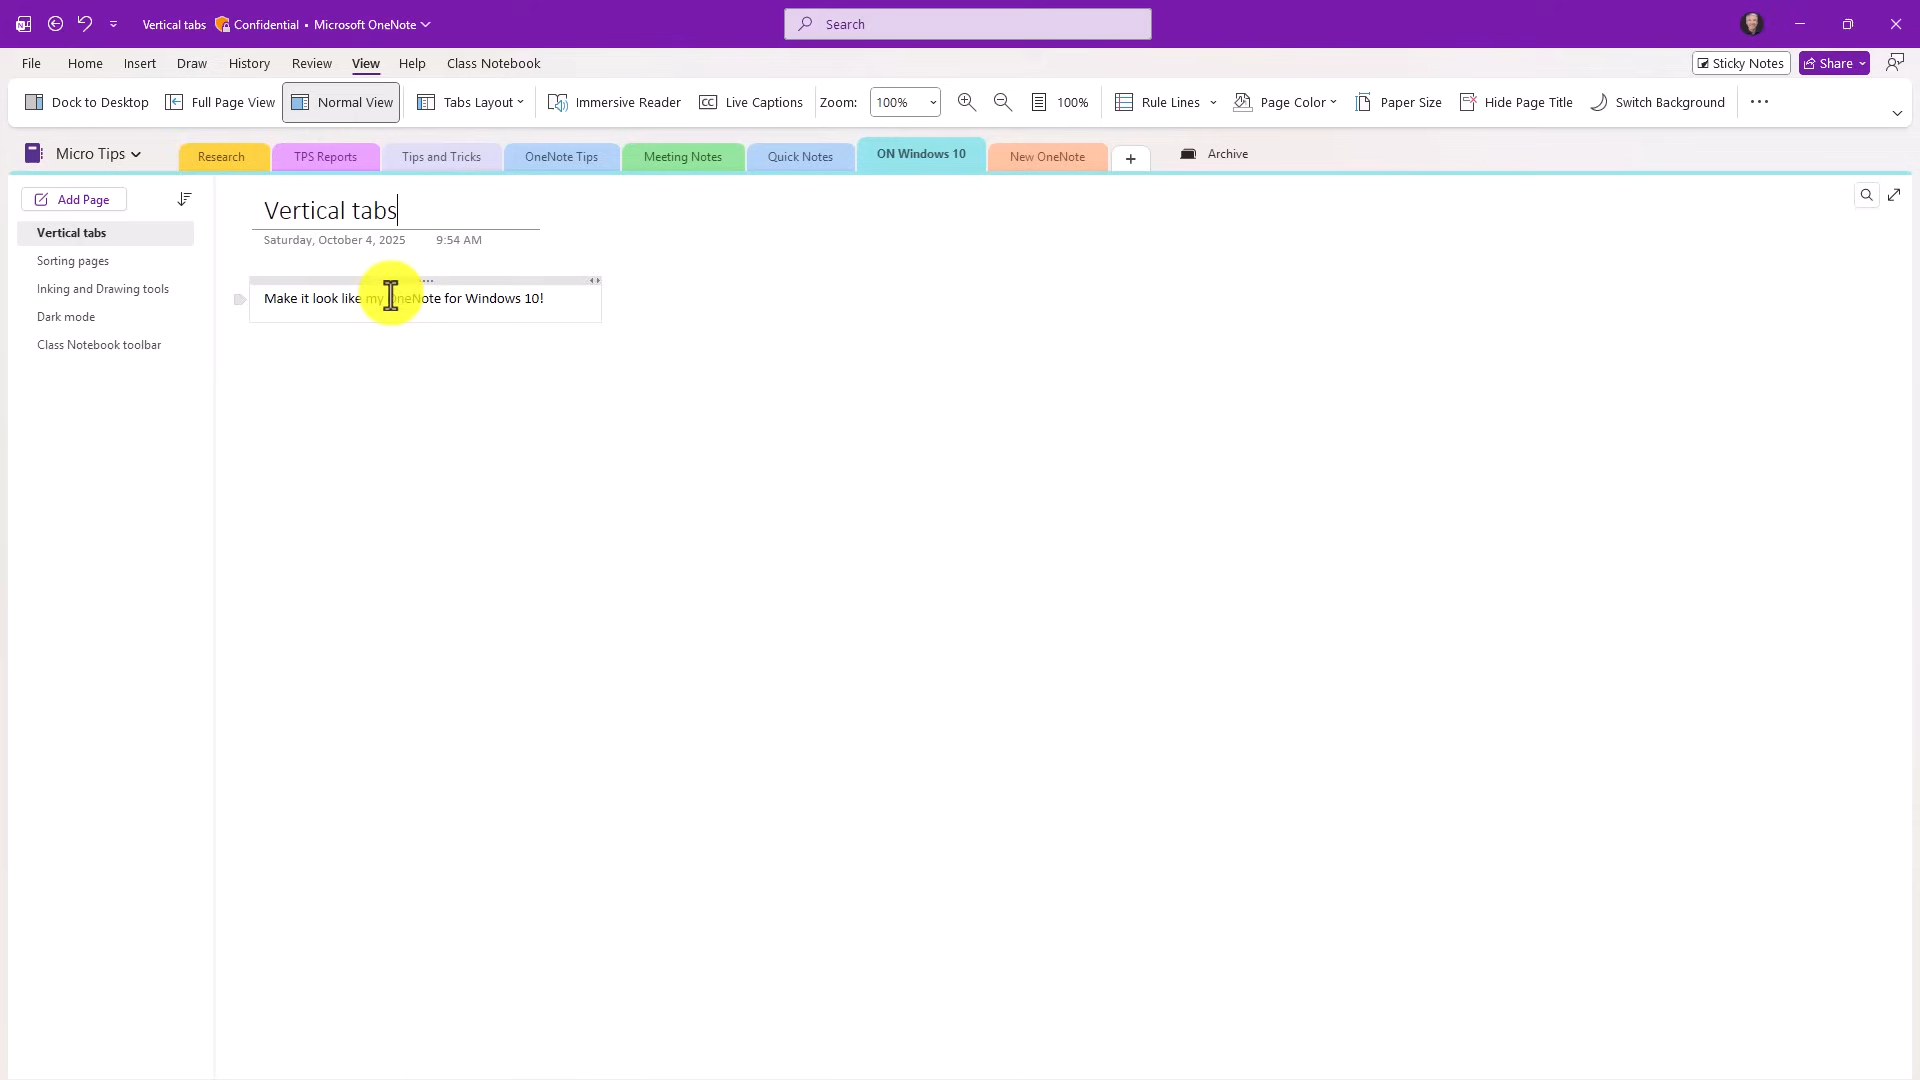 Vertical tabs Confidential • Microsoft OneNote
Search
File Home Insert Draw History Review View Help Class Notebook
Sticky Notes Share
Dock to Desktop Full Page View Normal View Tabs Layout Immersive Reader CC Live Captions Zoom: 100% 100% Rule Lines Page Color Paper Size Hide Page Title Switch Background
Micro Tips Research TPS Reports Tips and Tricks OneNote Tips Meeting Notes Quick Notes ON Windows 10 New OneNote + Archive
Add Page
Vertical tabs
Sorting pages
Inking and Drawing tools
Dark mode
Class Notebook toolbar
Vertical tabs
Saturday, October 4, 2025 9:54 AM
Make it look like my OneNote for Windows 10!